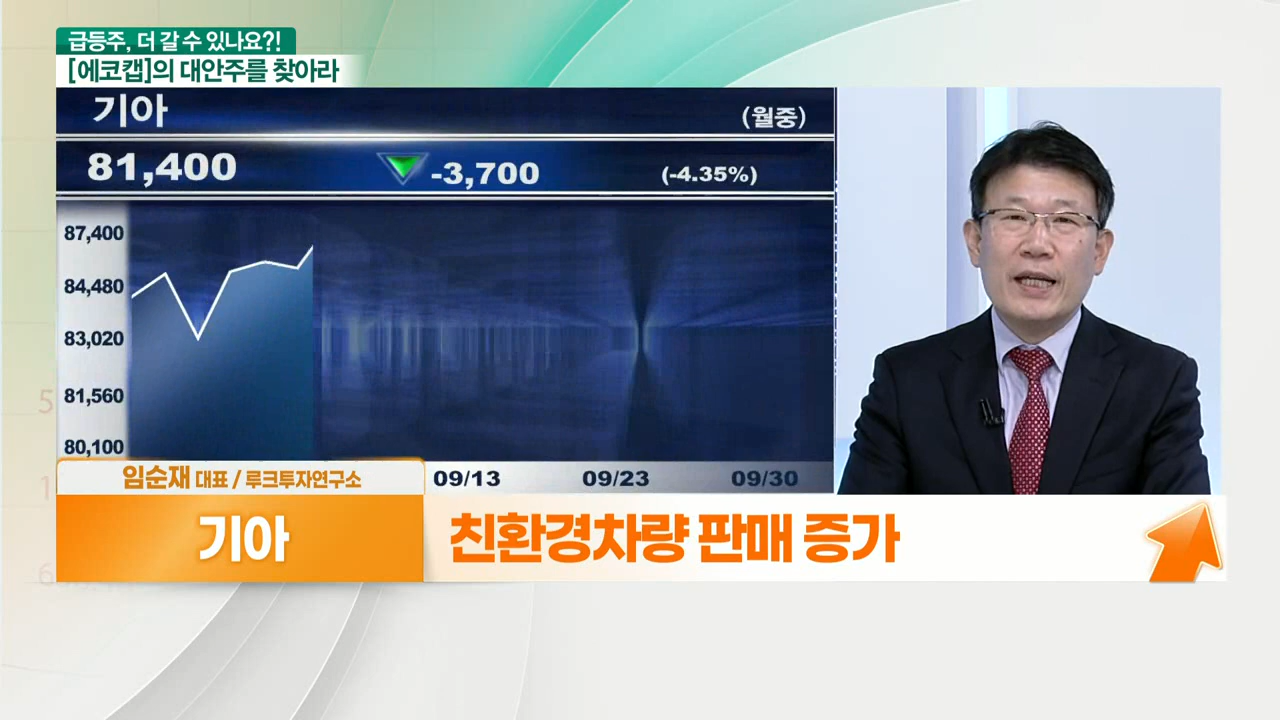 급등주, 더 갈 수 있나요?!
[에코캡]의 대안주를 찾아라
기아 (월중)
81,400 -3,700 (-4.35%)
87,400
84,480
83,020
81,560
80,100
09/13 09/23 09/30
임순재 대표 / 루크투자연구소
기아
친환경차량 판매 증가
5
1
6